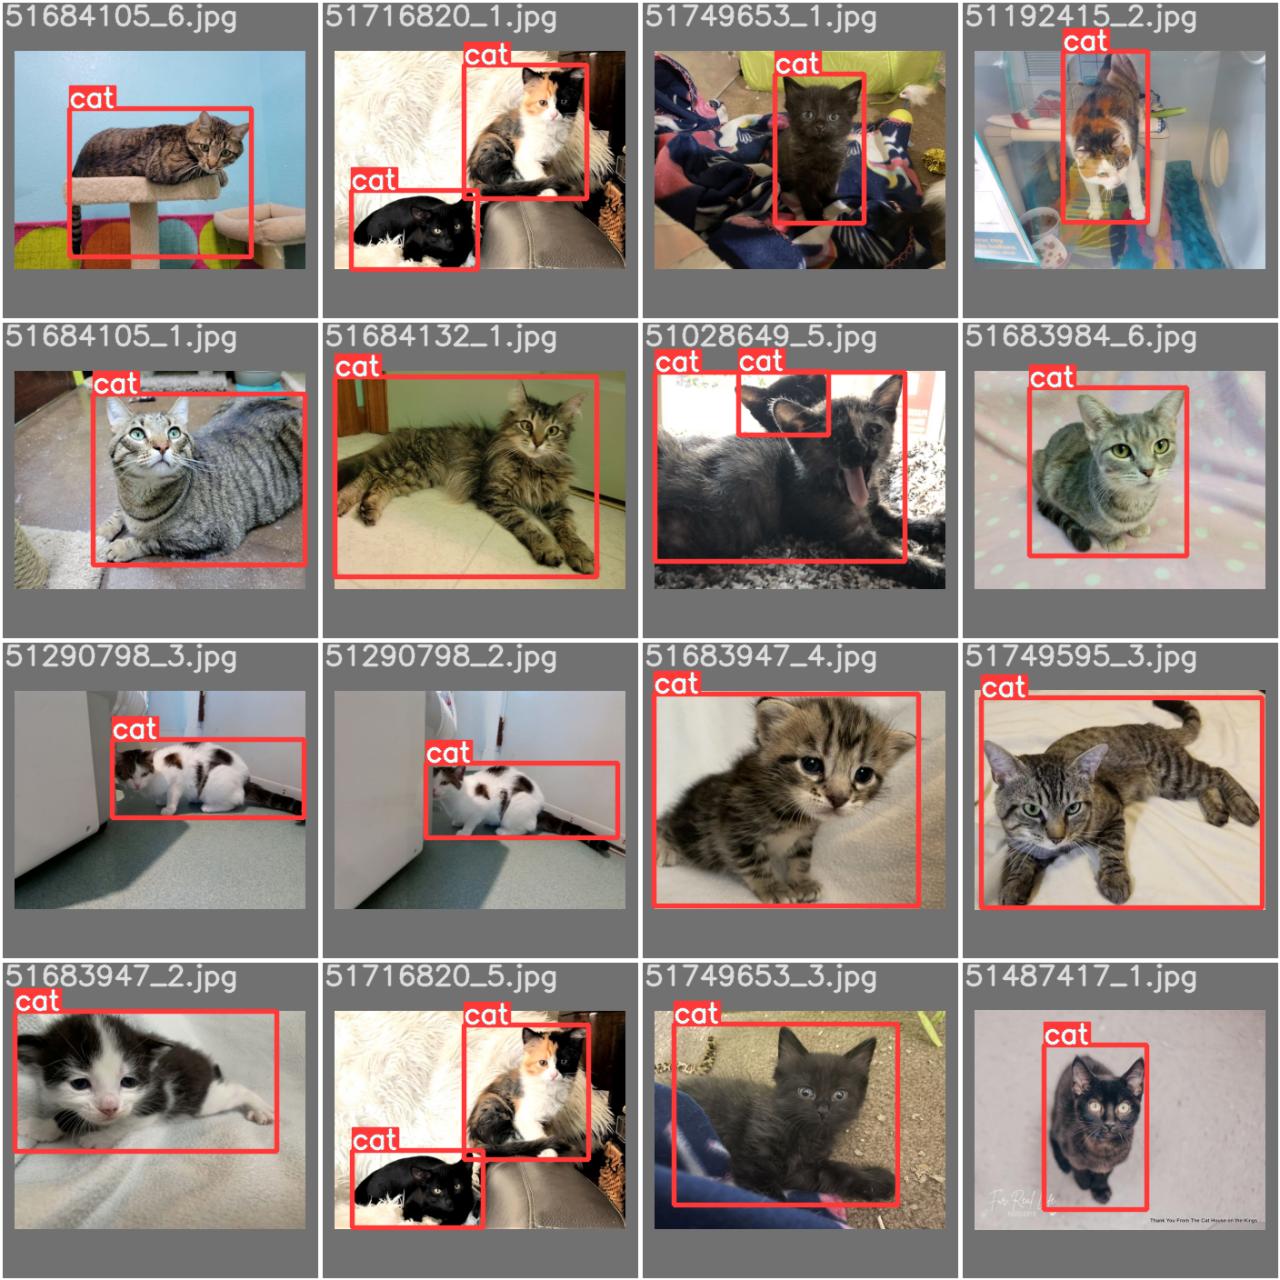 51684105_6.jpg
51716820_1.jpg
51749653_1.jpg
51192415_2.jpg
cat
cat
cat
cat
cat
51684105_1.jpg
51684132_1.jpg
51028649_5.jpg
51683984_6.jpg
cat
cat
cat
cat
cat
51290798_3.jpg
51290798_2.jpg
51683947_4.jpg
51749595_3.jpg
cat
cat
cat
cat
51683947_2.jpg
51716820_5.jpg
51749653_3.jpg
51487417_1.jpg
cat
cat
cat
cat
cat
Fur Real Life
Thank You From The Cat House on the Kings